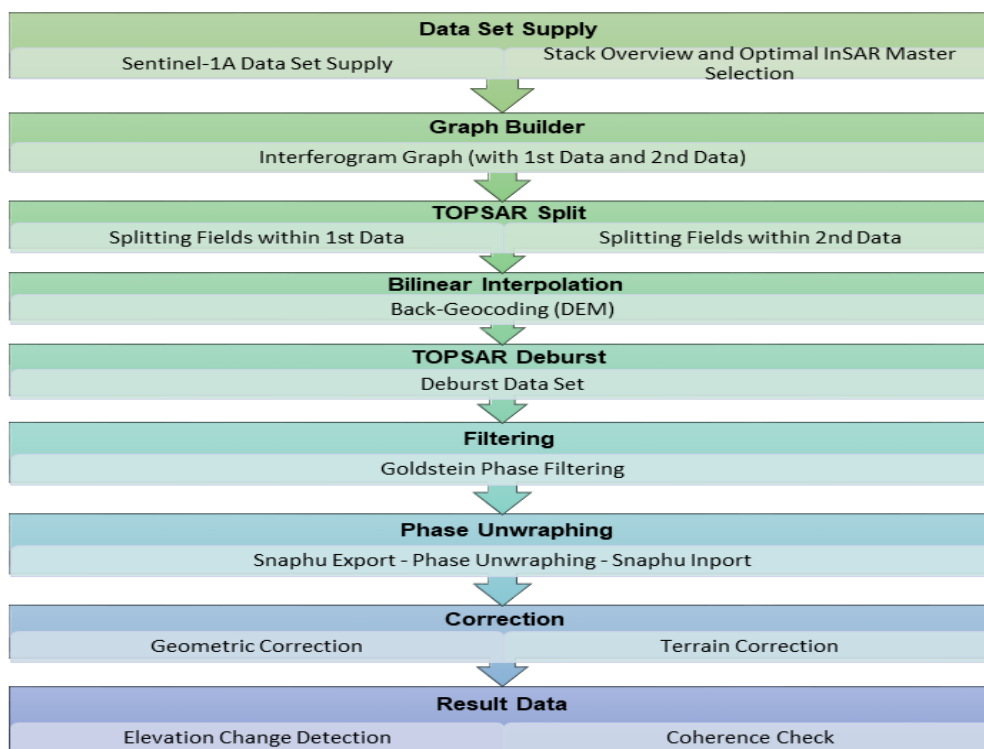 Data Set Supply
Sentinel-1A Data Set Supply
Stack Overview and Optimal InSAR Master
Selection
Graph Builder
Interferogram Graph (with 1st Data and 2nd Data)
TOPSAR Split
Splitting Fields within 1st Data
Splitting Fields within 2nd Data
Bilinear Interpolation
Back-Geocoding (DEM)
TOPSAR Deburst
Deburst Data Set
Filtering
Goldstein Phase Filtering
Phase Unwraphing
Snaphu Export - Phase Unwraphing - Snaphu Inport
Correction
Geometric Correction
Terrain Correction
Result Data
Elevation Change Detection
Coherence Check